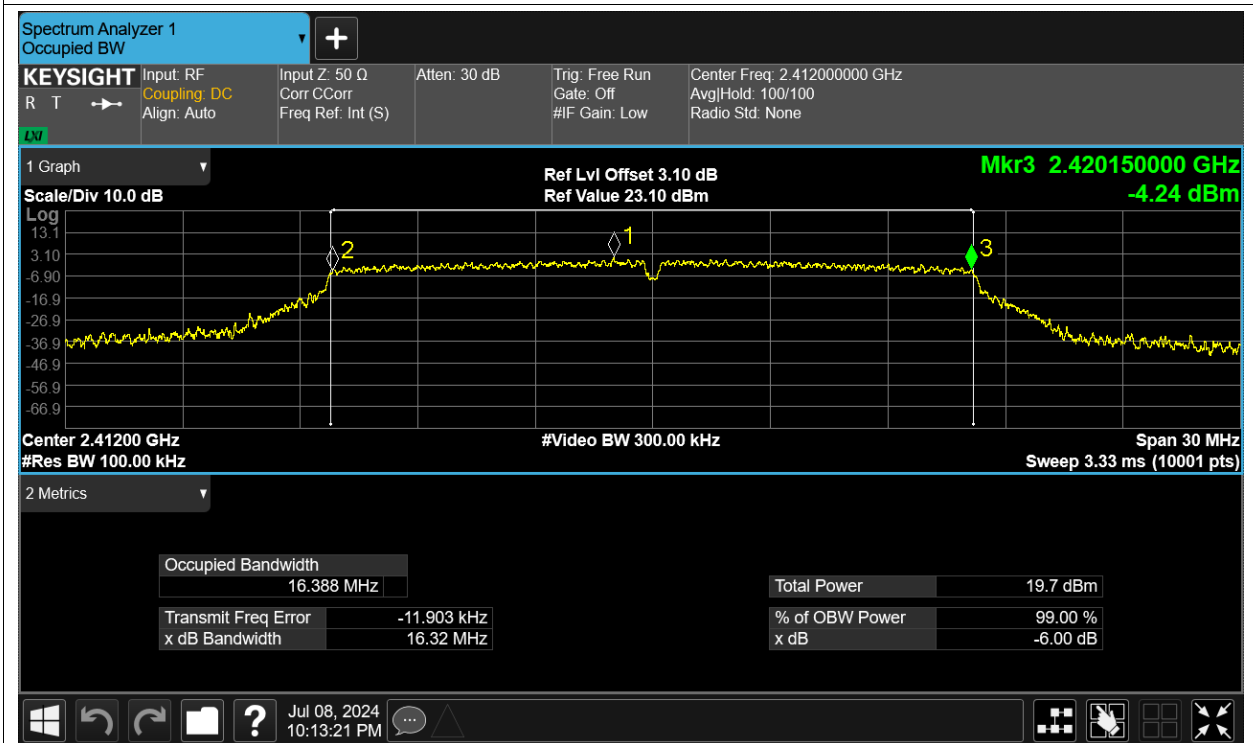 Spectrum Analyzer 1
Occupied BW
KEYSIGHT
R T
LXI
Input: RF
Coupling: DC
Align: Auto
Input Z: 50 Ω
Corr CCorr
Freq Ref: Int (S)
Atten: 30 dB
Trig: Free Run
Gate: Off
#IF Gain: Low
Center Freq: 2.412000000 GHz
Avg|Hold: 100/100
Radio Std: None
1 Graph
Scale/Div 10.0 dB
Ref Lvl Offset 3.10 dB
Ref Value 23.10 dBm
Mkr3 2.420150000 GHz
-4.24 dBm
Log
13.1
3.10
-6.90
-16.9
-26.9
-36.9
-46.9
-56.9
-66.9
2
1
3
Center 2.41200 GHz
#Res BW 100.00 kHz
#Video BW 300.00 kHz
Span 30 MHz
Sweep 3.33 ms (10001 pts)
2 Metrics
Occupied Bandwidth
16.388 MHz
Transmit Freq Error -11.903 kHz
x dB Bandwidth 16.32 MHz
Total Power 19.7 dBm
% of OBW Power 99.00 %
x dB -6.00 dB
?
Jul 08, 2024
10:13:21 PM